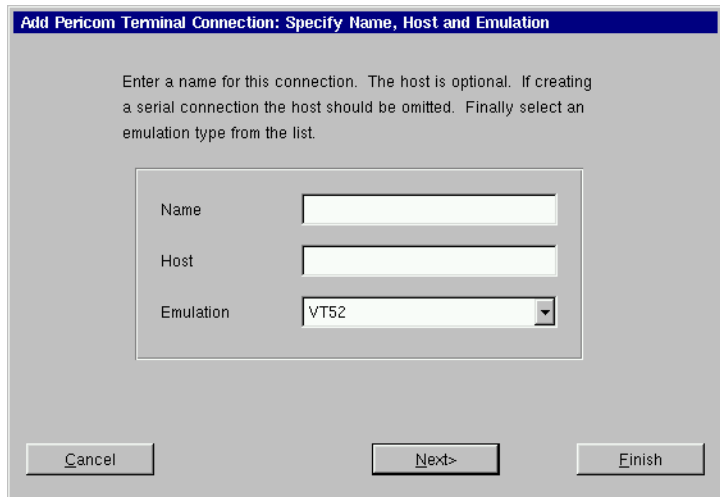 Add Pericom Terminal Connection: Specify Name, Host and Emulation
Enter a name for this connection. The host is optional. If creating
a serial connection the host should be omitted. Finally select an
emulation type from the list.
Name
Host
Emulation VT52
Cancel Next> Finish